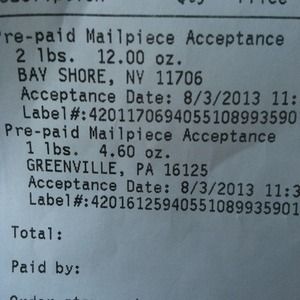 Pre-paid Mailpiece Acceptance
2 lbs. 12.00 oz.
BAY SHORE, NY 11706
Acceptance Date: 8/3/2013 11:
Label#:4201170694055108993590
Pre-paid Mailpiece Acceptance
1 lbs. 4.60 oz.
GREENVILLE, PA 16125
Acceptance Date: 8/3/2013 11:3
Label#:42016125940551089935901
Total:
Paid by: